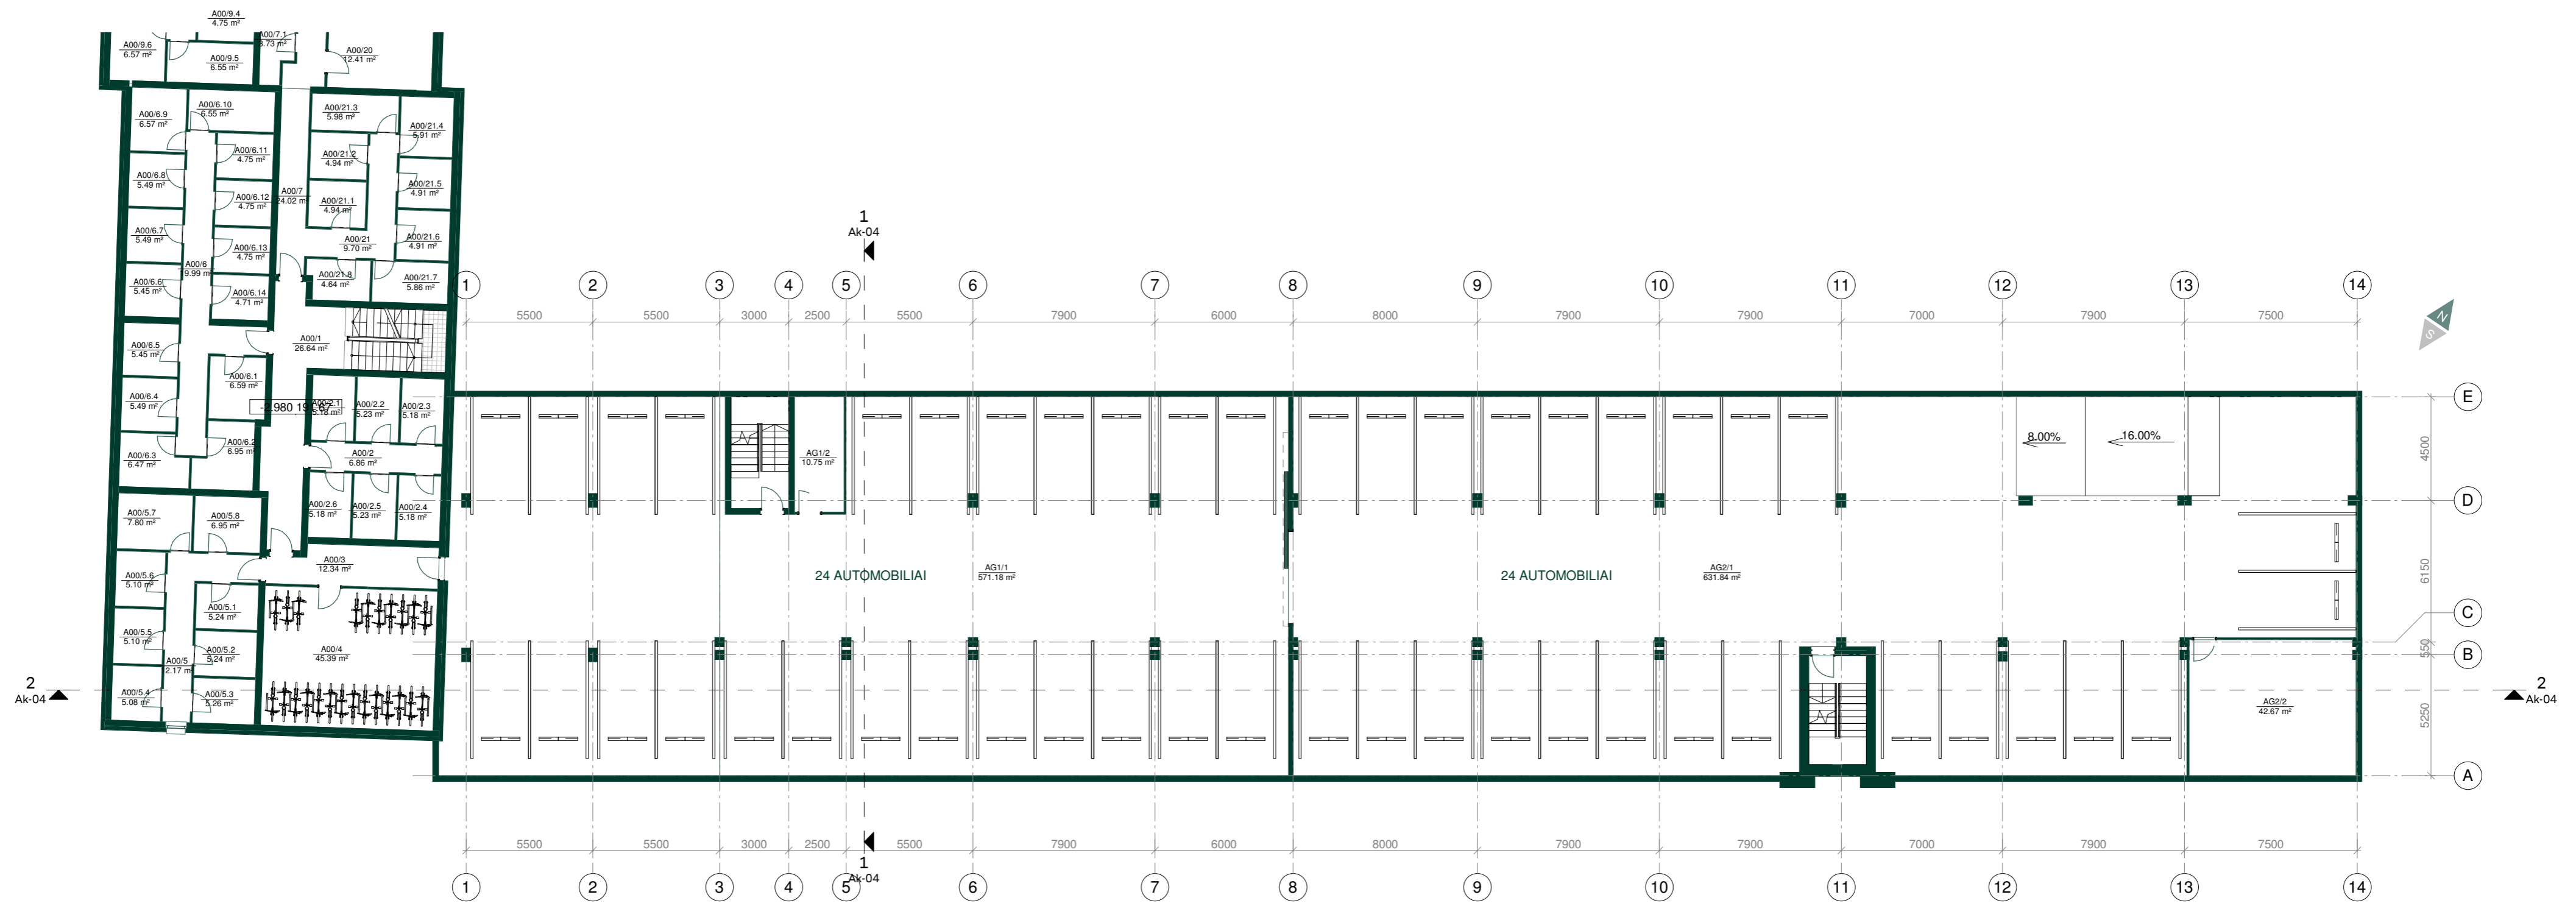 A00/9.4
4.75 m²
A00/9.6
6.57 m²
A00/9.5
6.55 m²
A00/7.1
A00/20
12.41 m²
A00/6.9
6.57 m²
A00/6.10
6.55 m²
A00/6.11
4.75 m²
A00/6.8
5.49 m²
A00/6.12
4.75 m²
A00/6.7
5.49 m²
A00/6.13
4.75 m²
A00/6
A00/6.6
5.45 m²
A00/6.14
4.71 m²
A00/6.5
5.45 m²
A00/6.1
6.59 m²
A00/6.4
5.49 m²
A00/6.2
6.95 m²
A00/6.3
6.47 m²
A00/7
24.02 m²
A00/21.3
5.98 m²
A00/21.4
5.91 m²
A00/21.2
4.94 m²
A00/21.5
4.91 m²
A00/21.1
4.94 m²
A00/21
9.70 m²
A00/21.6
4.91 m²
A00/21.8
4.64 m²
A00/21.7
5.86 m²
A00/1
26.64 m²
-2.980
A00/2.1
5.18 m²
A00/2.2
5.23 m²
A00/2.3
5.18 m²
A00/2
6.86 m²
A00/2.6
5.18 m²
A00/2.5
5.23 m²
A00/2.4
5.18 m²
A00/5.7
7.80 m²
A00/5.8
6.95 m²
A00/3
12.34 m²
A00/5.6
5.10 m²
A00/5.1
5.24 m²
A00/5.5
5.10 m²
A00/5.2
5.24 m²
A00/5
A00/5.4
5.08 m²
A00/5.3
5.26 m²
A00/4
45.39 m²
1
Ak-04
1 2 3 4 5 6 7 8 9 10 11 12 13 14
5500 5500 3000 2500 5500 7900 6000 8000 7900 7900 7000 7900 7500
N
S
AG1/2
10.75 m²
8.00%
16.00%
24 AUTOMOBILIAI
AG1/1
571.18 m²
24 AUTOMOBILIAI
AG2/1
631.84 m²
AG2/2
42.67 m²
E
4500
D
6150
C
550
B
5250
A
2
Ak-04
2
Ak-04
5500 5500 3000 2500 5500 7900 6000 8000 7900 7900 7000 7900 7500
1
Ak-04
1 2 3 4 5 6 7 8 9 10 11 12 13 14